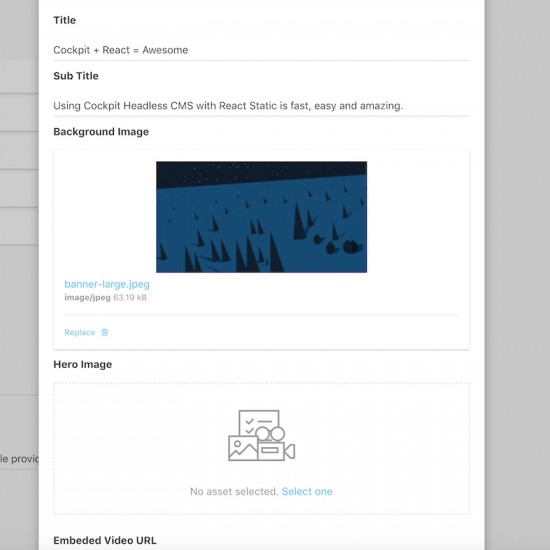 Title
Cockpit + React = Awesome
Sub Title
Using Cockpit Headless CMS with React Static is fast, easy and amazing.
Background Image
banner-large.jpeg
image/jpeg 63.19 kB
Replace
Hero Image
le provid
No asset selected. Select one
Embeded Video URL